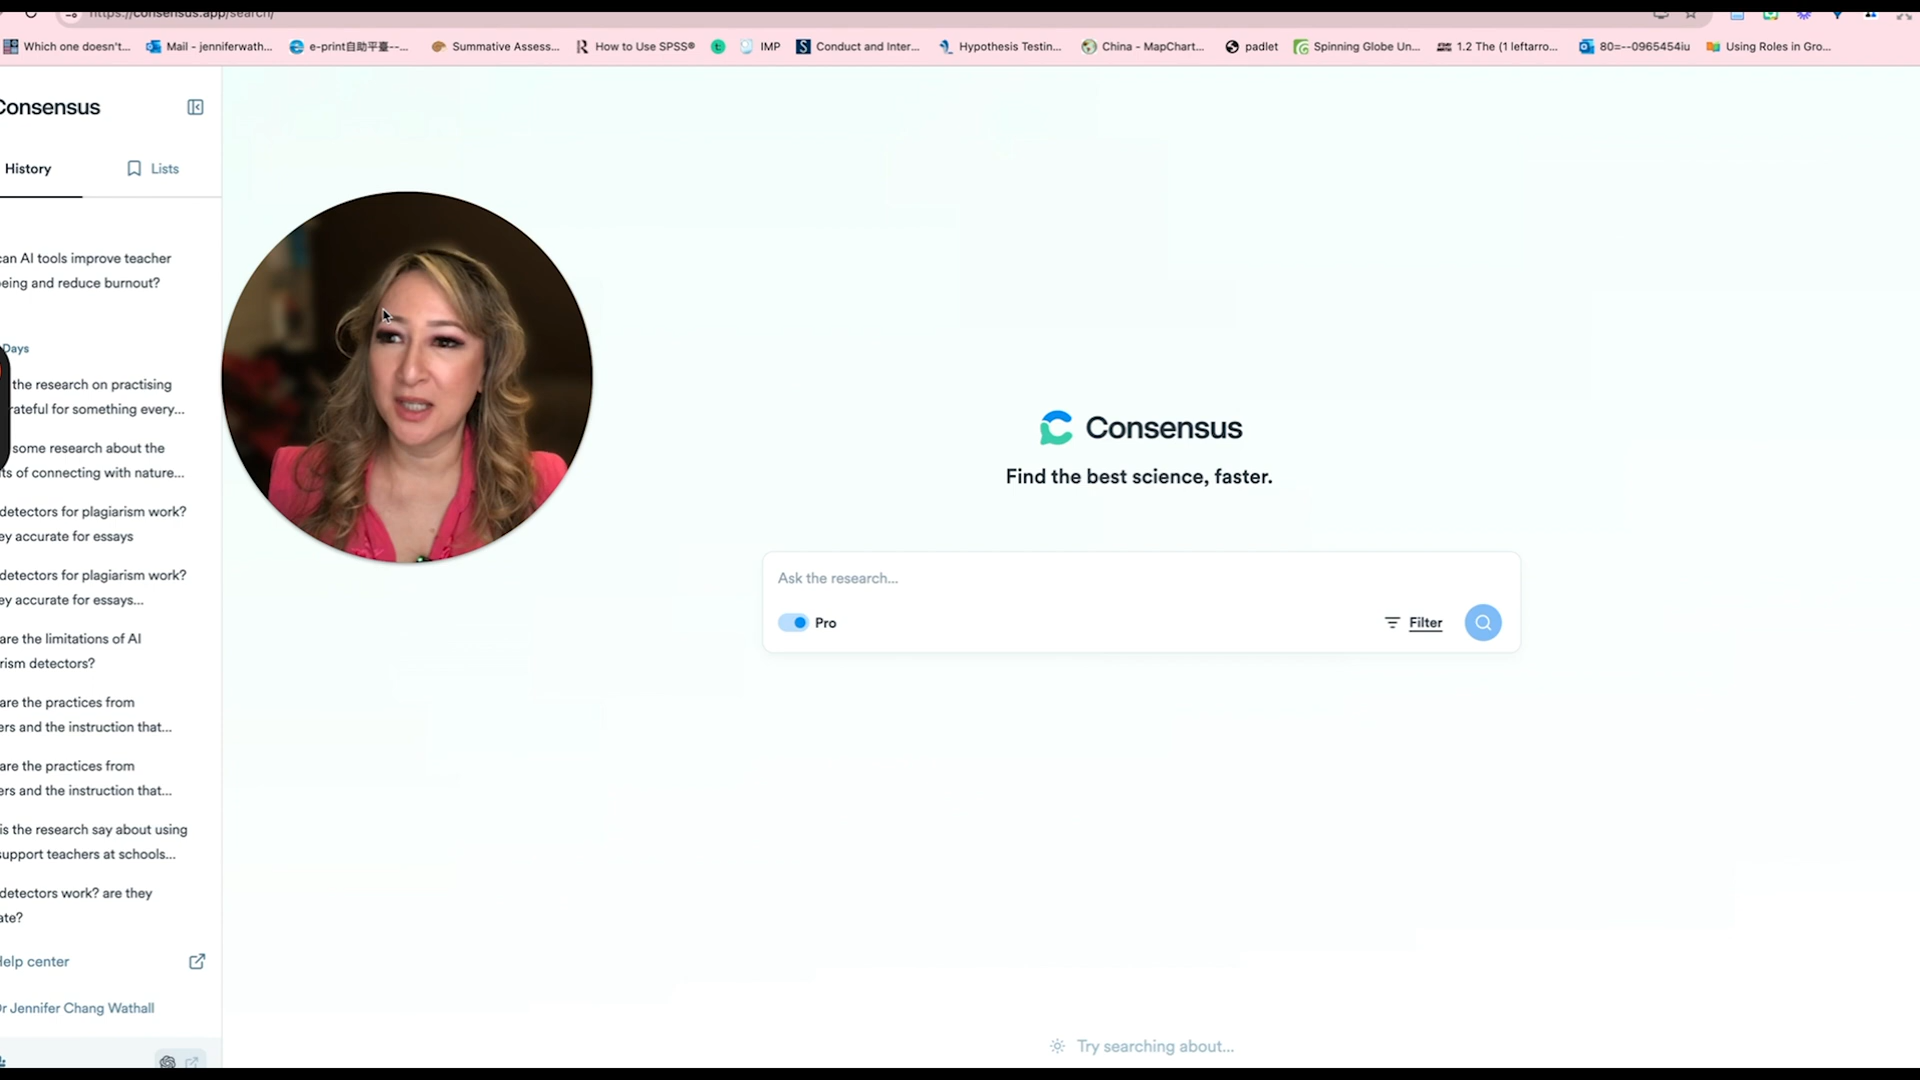 https://consensus.app/search/
Which one doesn't...
Mail - jenniferwath...
e-print自助平臺--...
Summative Assess...
How to Use SPSS®
IMP
Conduct and Inter...
Hypothesis Testin...
China - MapChart...
padlet
Spinning Globe Un...
1.2 The (1 leftarro...
80=--0965454iu
Using Roles in Gro...
Consensus
History
Lists
can AI tools improve teacher
eing and reduce burnout?
Days
the research on practising
rateful for something every...
some research about the
ts of connecting with nature...
detectors for plagiarism work?
ey accurate for essays
detectors for plagiarism work?
ey accurate for essays...
are the limitations of AI
rism detectors?
are the practices from
ers and the instruction that...
are the practices from
ers and the instruction that...
is the research say about using
support teachers at schools...
detectors work? are they
ate?
Help center
Dr Jennifer Chang Wathall
Consensus
Find the best science, faster.
Ask the research...
Pro
Filter
Try searching about...